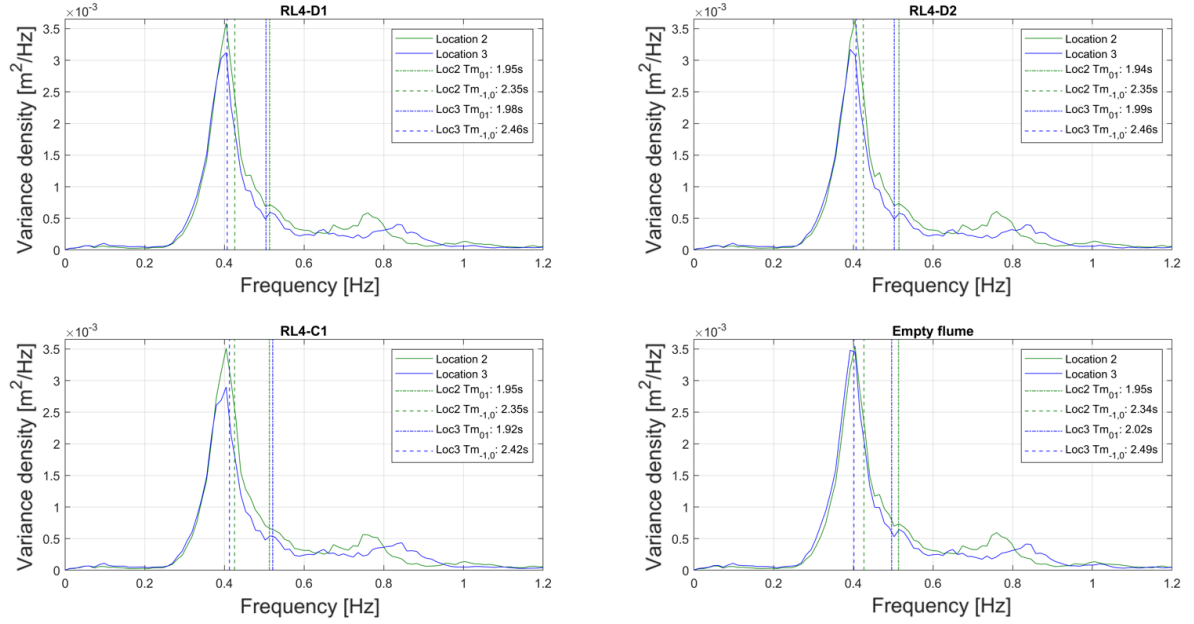 RL4-D1
×10⁻³
Variance density [m²/Hz]
3.5
3
2.5
2
1.5
1
0.5
0
0 0.2 0.4 0.6 0.8 1 1.2
Frequency [Hz]
Location 2
Location 3
Loc2 Tm₀₁: 1.95s
Loc2 Tm₋₁,₀: 2.35s
Loc3 Tm₀₁: 1.98s
Loc3 Tm₋₁,₀: 2.46s
RL4-D2
×10⁻³
Variance density [m²/Hz]
3.5
3
2.5
2
1.5
1
0.5
0
0 0.2 0.4 0.6 0.8 1 1.2
Frequency [Hz]
Location 2
Location 3
Loc2 Tm₀₁: 1.94s
Loc2 Tm₋₁,₀: 2.35s
Loc3 Tm₀₁: 1.99s
Loc3 Tm₋₁,₀: 2.46s
RL4-C1
×10⁻³
Variance density [m²/Hz]
3.5
3
2.5
2
1.5
1
0.5
0
0 0.2 0.4 0.6 0.8 1 1.2
Frequency [Hz]
Location 2
Location 3
Loc2 Tm₀₁: 1.95s
Loc2 Tm₋₁,₀: 2.35s
Loc3 Tm₀₁: 1.92s
Loc3 Tm₋₁,₀: 2.42s
Empty flume
×10⁻³
Variance density [m²/Hz]
3.5
3
2.5
2
1.5
1
0.5
0
0 0.2 0.4 0.6 0.8 1 1.2
Frequency [Hz]
Location 2
Location 3
Loc2 Tm₀₁: 1.95s
Loc2 Tm₋₁,₀: 2.34s
Loc3 Tm₀₁: 2.02s
Loc3 Tm₋₁,₀: 2.49s